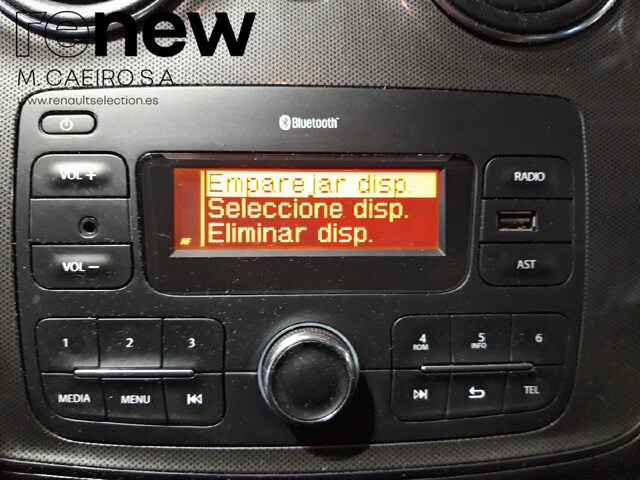 renew
M. CAEIRO S.A.
www.renaultselection.es
Bluetooth
VOL +
Emparejar disp.
Seleccione disp.
Eliminar disp.
AF
RADIO
VOL –
AST
1 2 3
4 5 6
RDM INFO
MEDIA MENU
TEL